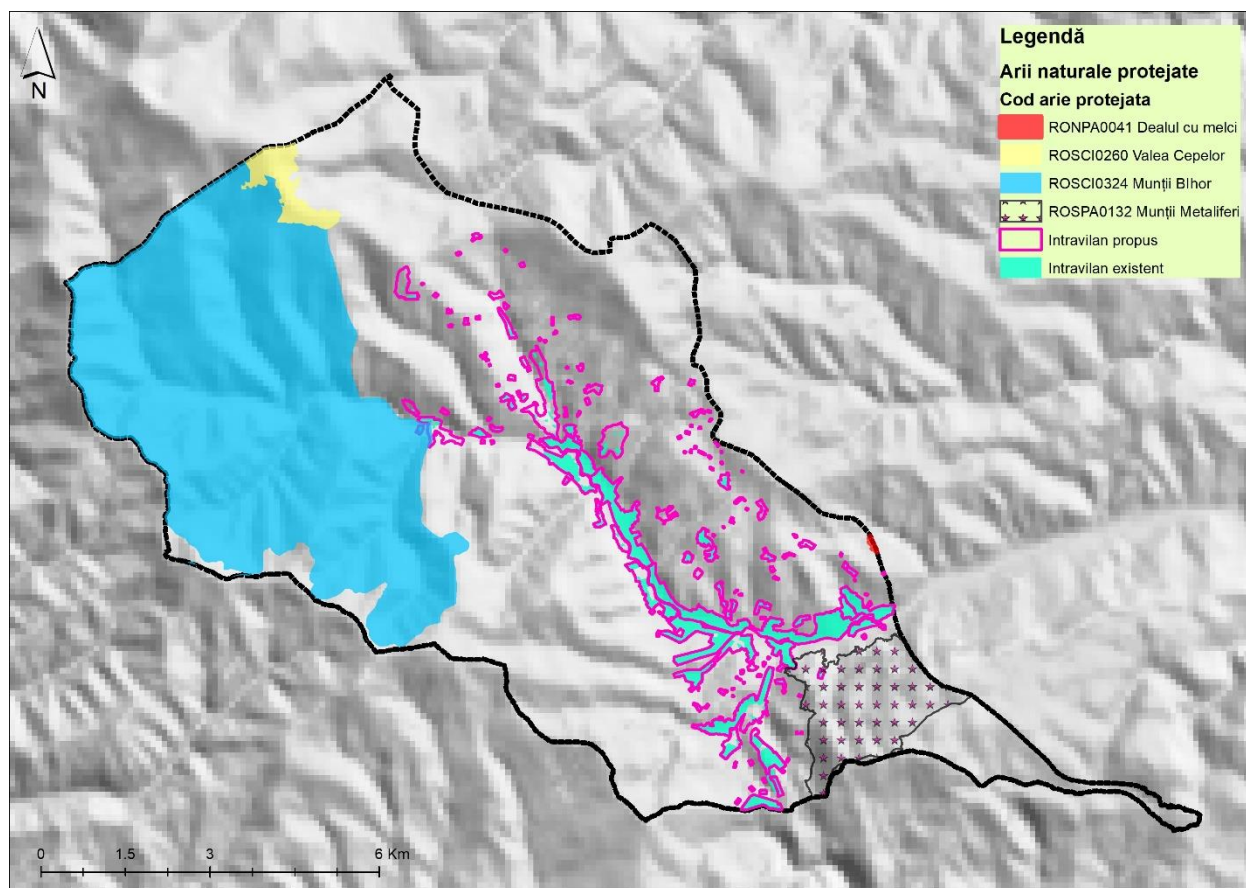 N
Legendă
Arii naturale protejate
Cod arie protejata
RONPA0041 Dealul cu melci
ROSCI0260 Valea Cepelor
ROSCI0324 Munții BIhor
ROSPA0132 Munții Metaliferi
Intravilan propus
Intravilan existent
0 1.5 3 6 Km